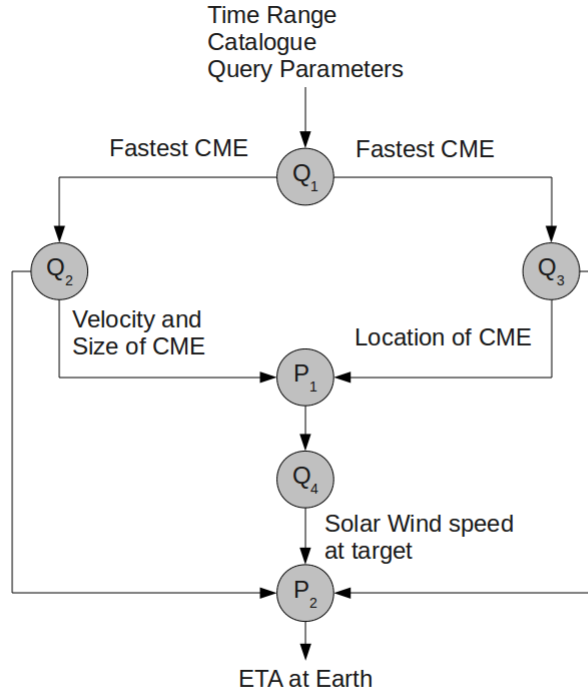 Time Range
Catalogue
Query Parameters
Fastest CME
Fastest CME
Q1
Q2
Q3
Velocity and
Size of CME
Location of CME
P1
Q4
Solar Wind speed
at target
P2
ETA at Earth